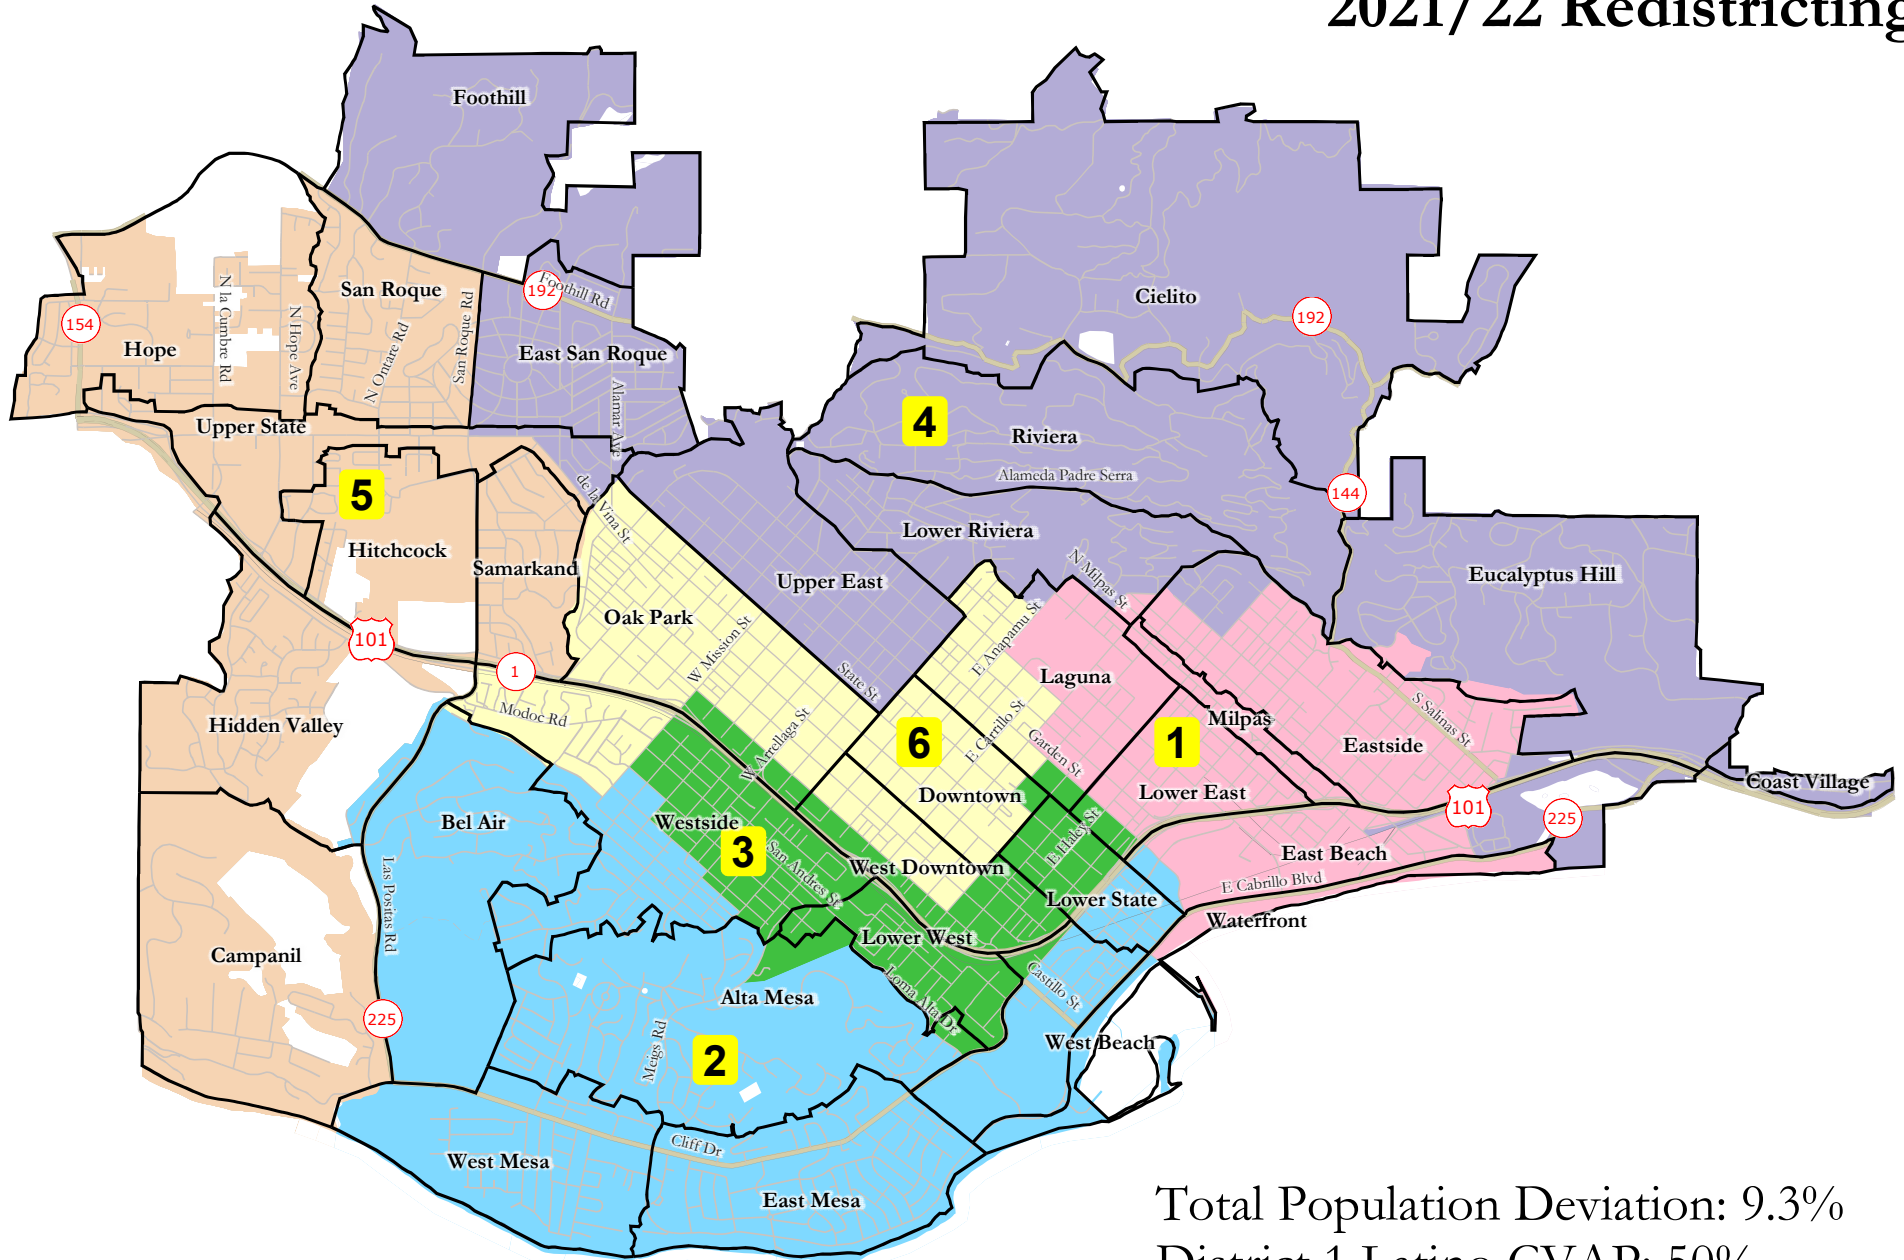 2021/22 Redistricting
Foothill
192
Foothill Rd
San Roque
N la Cumbre Rd
N Hope Ave
San Roque Rd
N Ontare Rd
154
Hope
East San Roque
Alamar Ave
Cielito
192
Upper State
4
Riviera
Alameda Padre Serra
144
5
Hitchcock
Samarkand
de la Vina St
Lower Riviera
N Milpas St
Upper East
Eucalyptus Hill
Oak Park
W Mission St
State St
E Anapamu St
101
1
Modoc Rd
Laguna
Hidden Valley
W Arrellaga St
6
E Carrillo St
Garden St
1
Milpas
S Salinas St
Eastside
Downtown
Lower East
Coast Village
101
225
Bel Air
Westside
3
San Andres St
West Downtown
E Haley St
East Beach
E Cabrillo Blvd
Las Positas Rd
Lower State
Waterfront
Campanil
Lower West
Castillo St
Loma Alta Dr
Alta Mesa
225
Meigs Rd
2
West Beach
Cliff Dr
West Mesa
East Mesa
Total Population Deviation: 9.3%
District 1 Latino CVAP: 50%